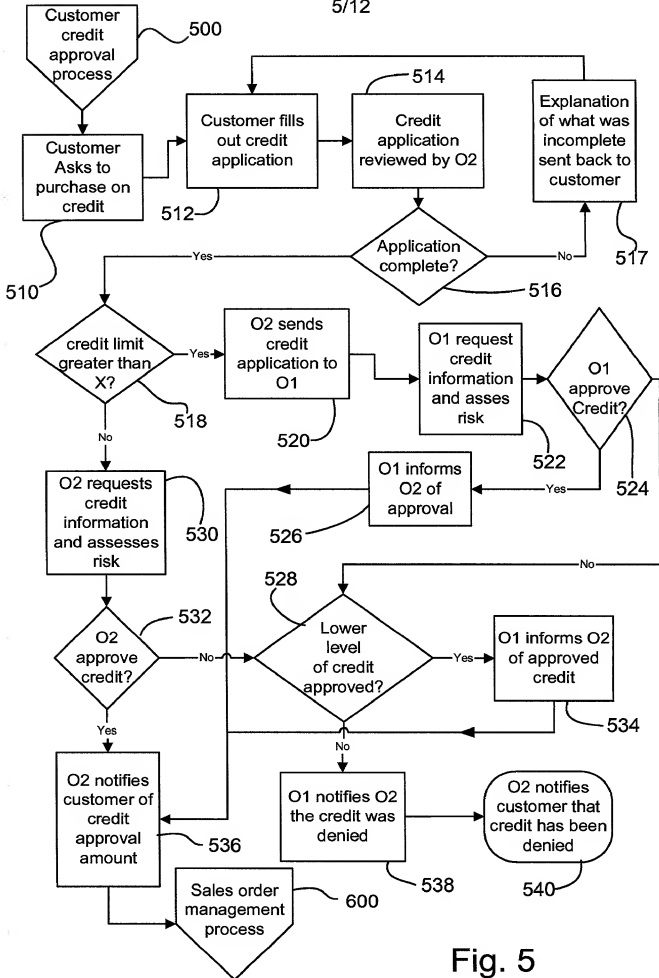 5/12
Customer
credit
approval
process
500
Customer
Asks to
purchase on
credit
510
Customer fills
out credit
application
512
514
Credit
application
reviewed by O2
Explanation
of what was
incomplete
sent back to
customer
517
Application
complete?
516
No
Yes
credit limit
greater than
X?
518
Yes
O2 sends
credit
application to
O1
520
O1 request
credit
information
and asses
risk
522
O1
approve
Credit?
524
No
O2 requests
credit
information
and assesses
risk
530
O1 informs
O2 of
approval
526
Yes
No
528
532
O2
approve
credit?
No
Lower
level
of credit
approved?
Yes
O1 informs O2
of approved
credit
534
Yes
No
O2 notifies
customer of
credit
approval
amount
536
O1 notifies O2
the credit was
denied
538
O2 notifies
customer that
credit has been
denied
540
Sales order
management
process
600
Fig. 5